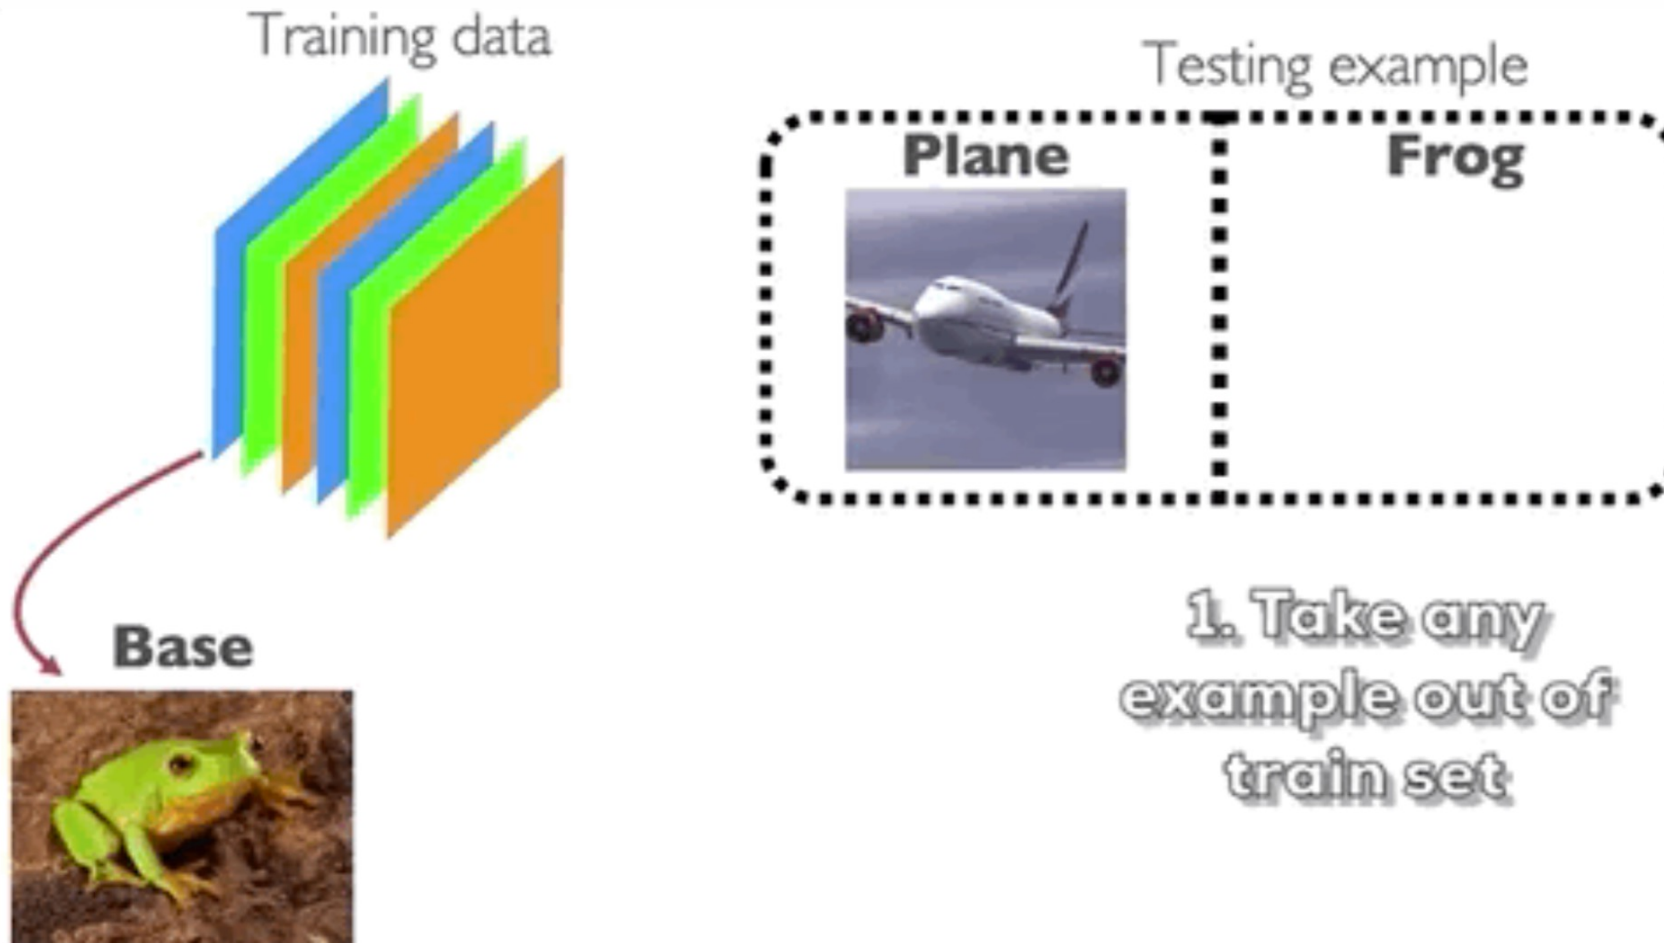 Training data
Testing example
Plane
Frog
1. Take any
example out of
train set
Base